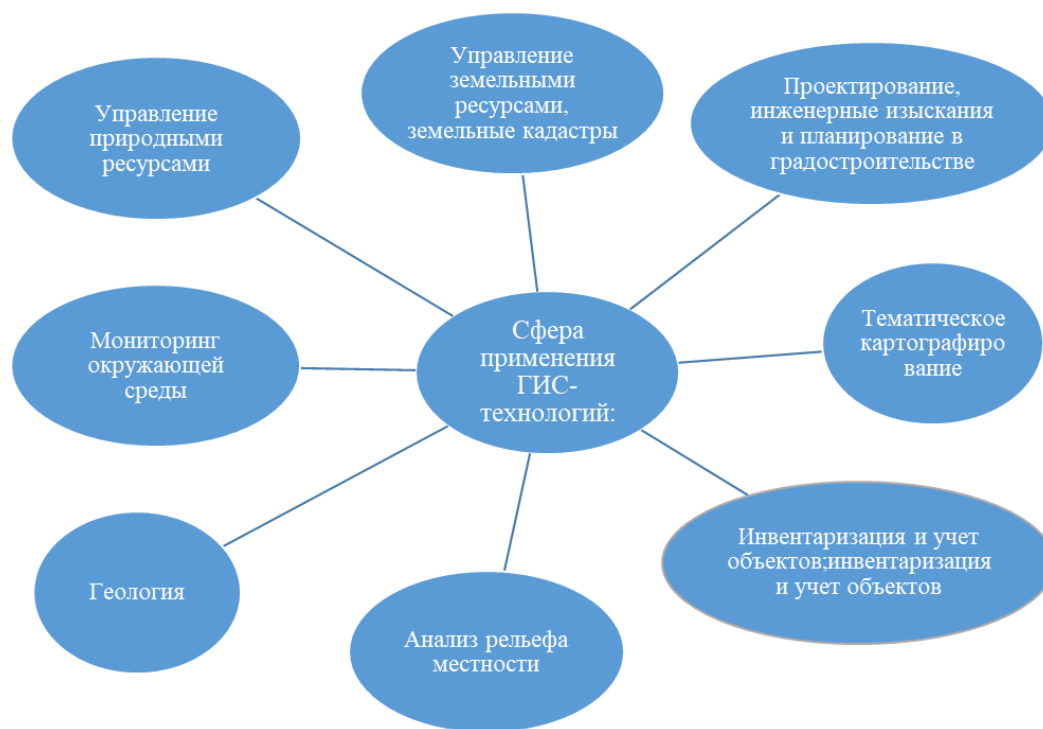 Управление
земельными
ресурсами,
земельные кадастры
Управление
природными
ресурсами
Проектирование,
инженерные изыскания
и планирование в
градостроительстве
Мониторинг
окружающей
среды
Сфера
применения
ГИС-
технологий:
Тематическое
картографиро
вание
Геология
Анализ рельефа
местности
Инвентаризация и учет
объектов;инвентаризация
и учет объектов